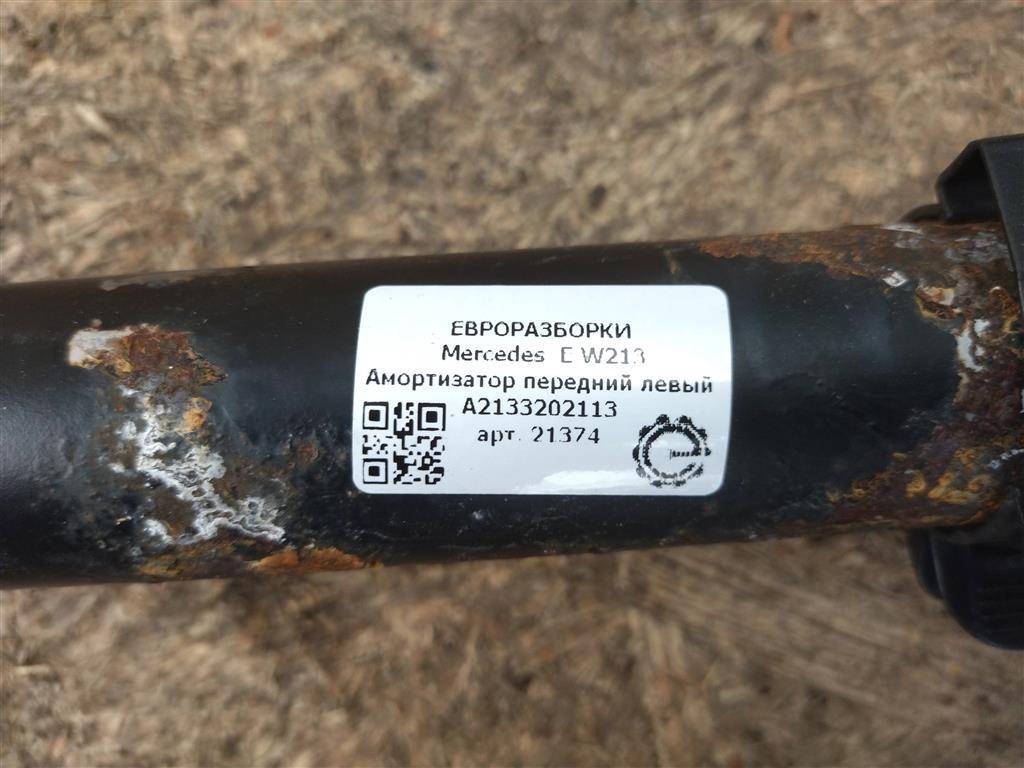 ЕВРОРАЗБОРКИ
Mercedes E W213
Амортизатор передний левый
A2133202113
арт. 21374